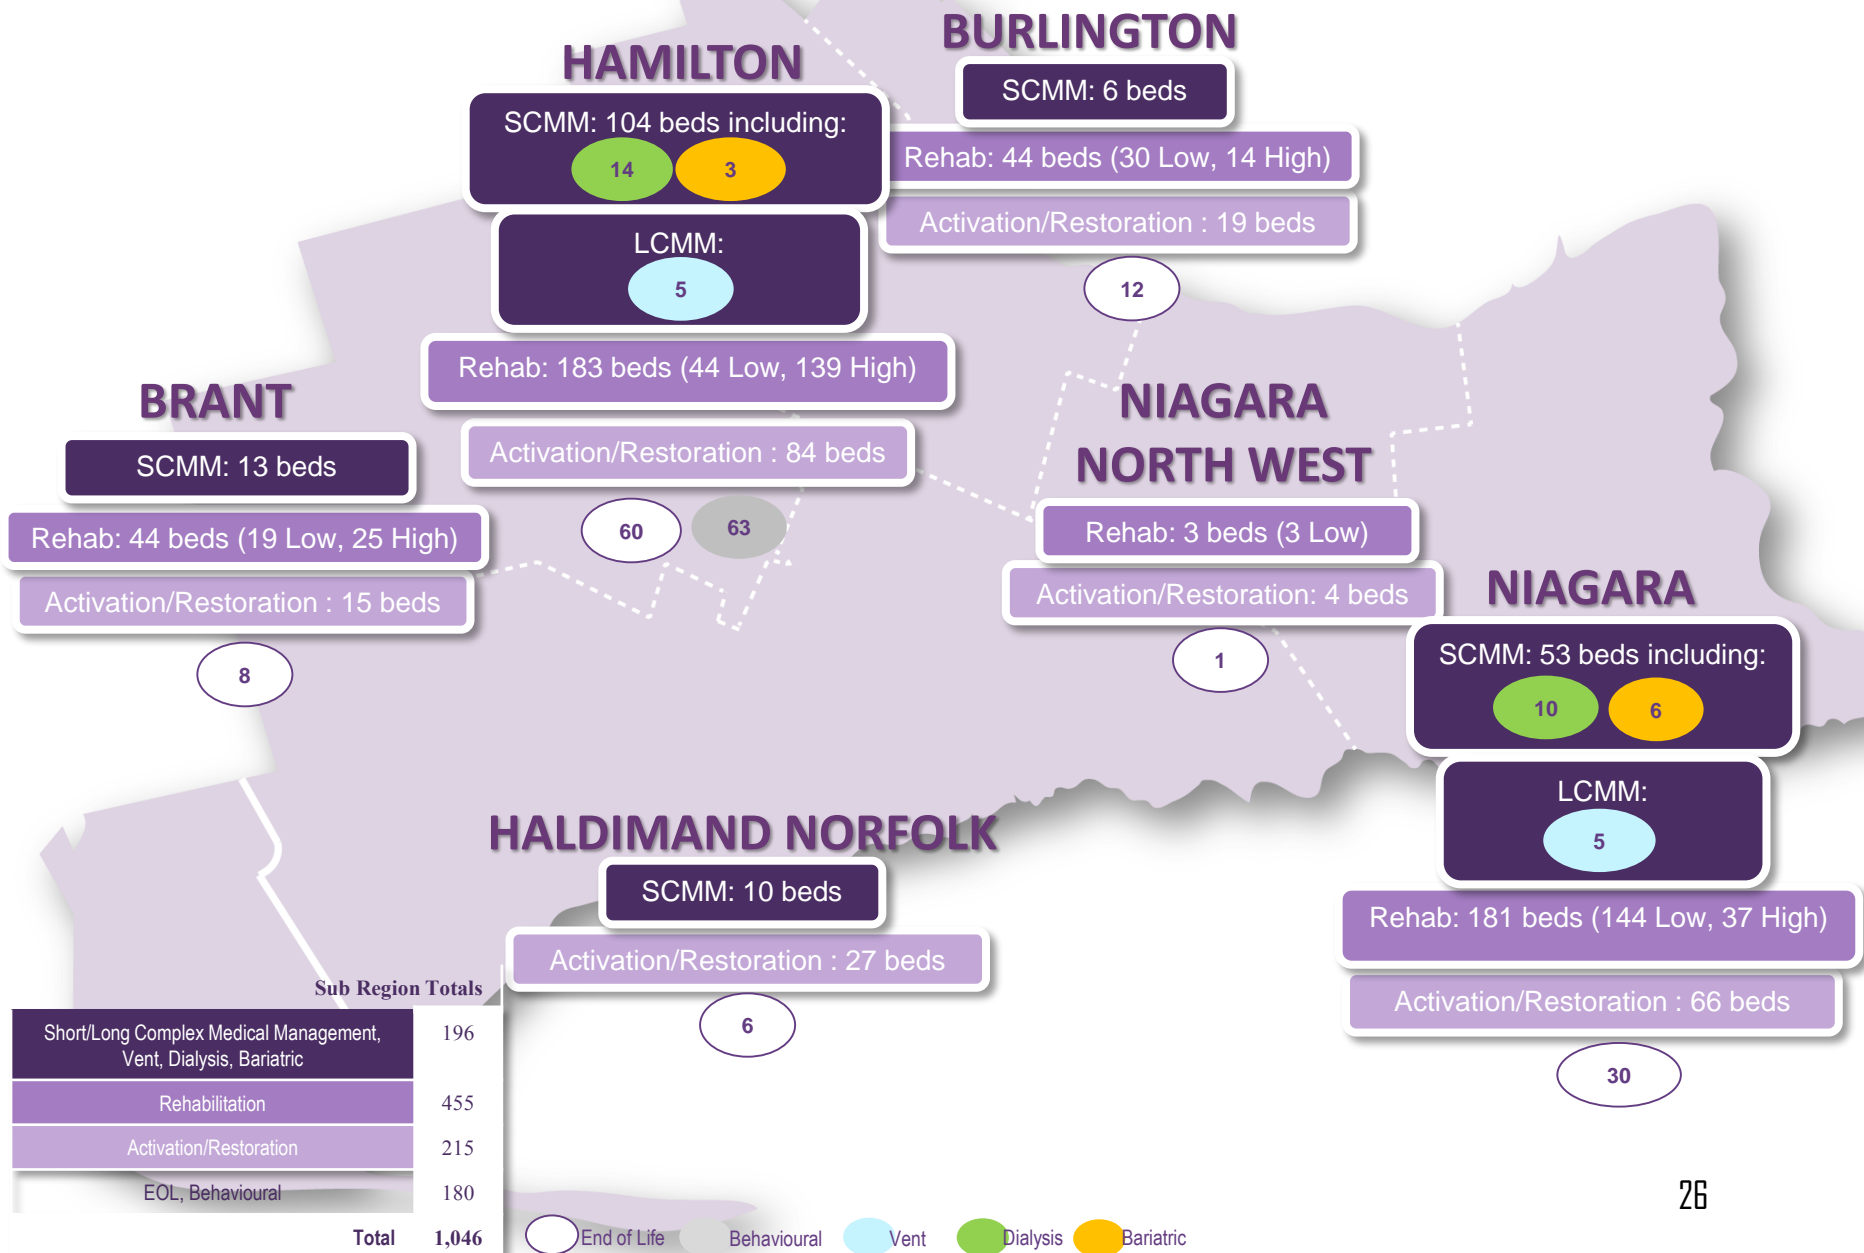 BURLINGTON
SCMM: 6 beds
Rehab: 44 beds (30 Low, 14 High)
Activation/Restoration : 19 beds
12
HAMILTON
SCMM: 104 beds including:
14
3
LCMM:
5
Rehab: 183 beds (44 Low, 139 High)
Activation/Restoration : 84 beds
60
63
BRANT
SCMM: 13 beds
Rehab: 44 beds (19 Low, 25 High)
Activation/Restoration : 15 beds
8
NIAGARA
NORTH WEST
Rehab: 3 beds (3 Low)
Activation/Restoration: 4 beds
1
NIAGARA
SCMM: 53 beds including:
10
6
LCMM:
5
Rehab: 181 beds (144 Low, 37 High)
Activation/Restoration : 66 beds
30
HALDIMAND NORFOLK
SCMM: 10 beds
Activation/Restoration : 27 beds
6
Sub Region Totals
Short/Long Complex Medical Management,
Vent, Dialysis, Bariatric
196
Rehabilitation
455
Activation/Restoration
215
EOL, Behavioural
180
Total
1,046
End of Life
Behavioural
Vent
Dialysis
Bariatric
26